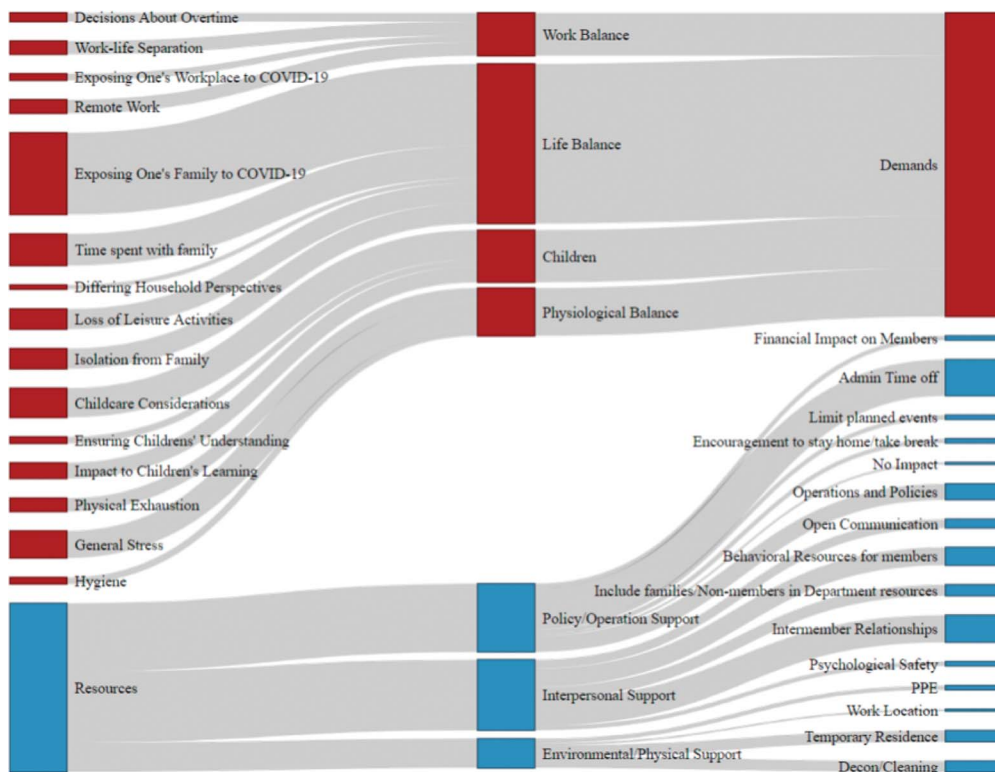 Decisions About Overtime
Work-life Separation
Exposing One's Workplace to COVID-19
Remote Work
Exposing One's Family to COVID-19
Time spent with family
Differing Household Perspectives
Loss of Leisure Activities
Isolation from Family
Childcare Considerations
Ensuring Childrens' Understanding
Impact to Children's Learning
Physical Exhaustion
General Stress
Hygiene
Resources
Work Balance
Life Balance
Children
Physiological Balance
Policy/Operation Support
Interpersonal Support
Environmental/Physical Support
Demands
Financial Impact on Members
Admin Time off
Limit planned events
Encouragement to stay home/take break
No Impact
Operations and Policies
Open Communication
Behavioral Resources for members
Include families/Non-members in Department resources
Intermember Relationships
Psychological Safety
PPE
Work Location
Temporary Residence
Decon/Cleaning